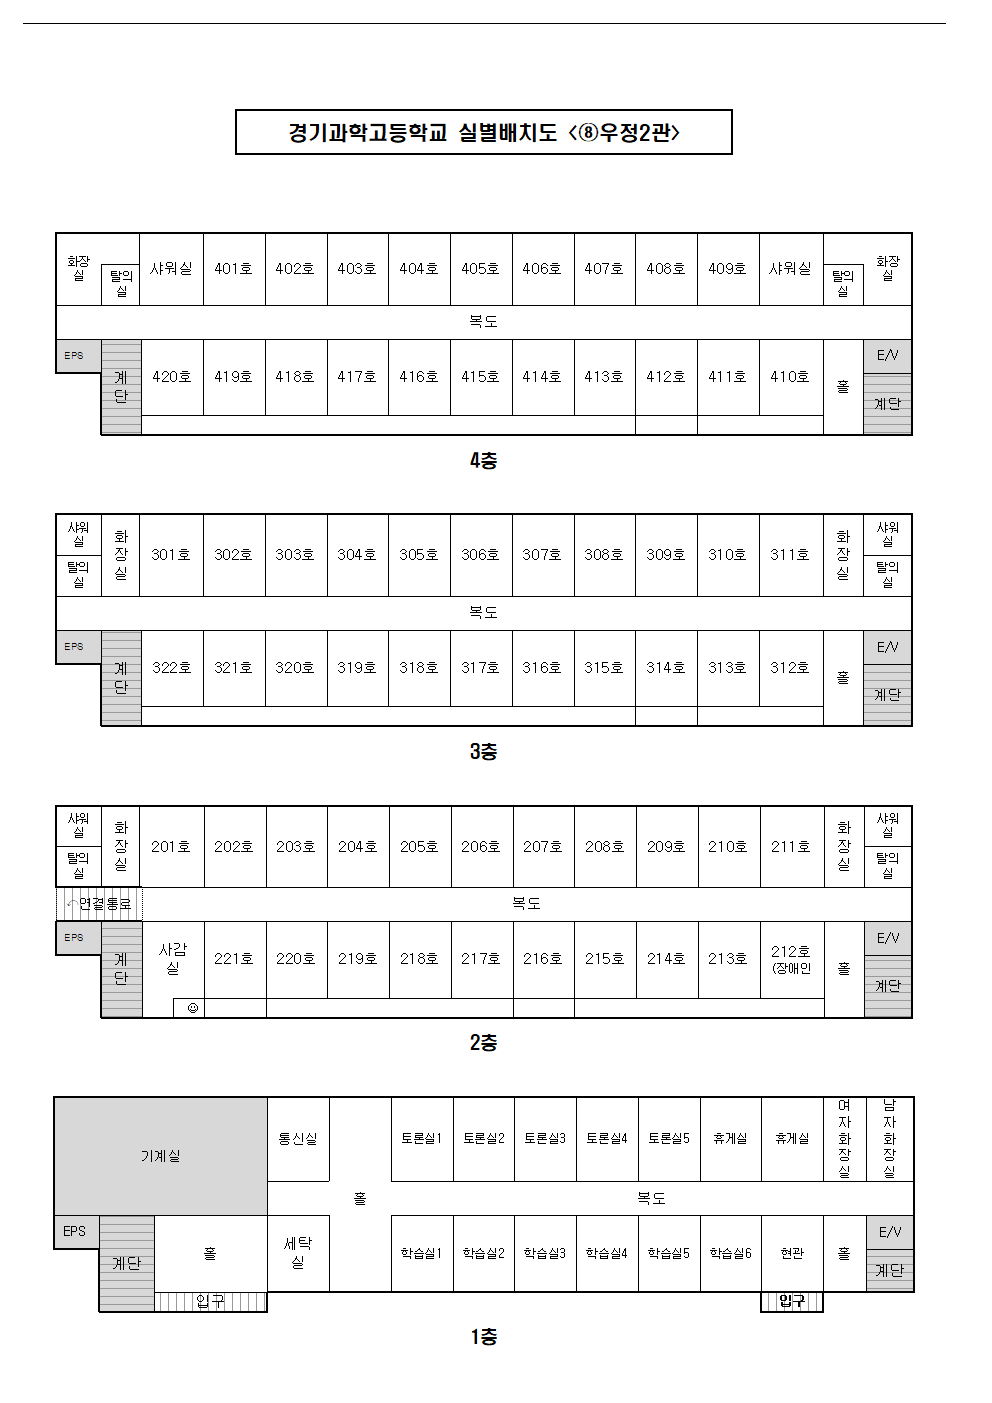 경기과학고등학교 실별배치도 <⑧우정2관>
화장
실
탈의
실
샤워실 401호 402호 403호 404호 405호 406호 407호 408호 409호 샤워실
탈의
실
화장
실
복도
EPS
계
단
420호 419호 418호 417호 416호 415호 414호 413호 412호 411호 410호
홀
E/V
계단
4층
샤워
실
탈의
실
화
장
실
301호 302호 303호 304호 305호 306호 307호 308호 309호 310호 311호
화
장
실
샤워
실
탈의
실
복도
EPS
계
단
322호 321호 320호 319호 318호 317호 316호 315호 314호 313호 312호
홀
E/V
계단
3층
샤워
실
탈의
실
화
장
실
201호 202호 203호 204호 205호 206호 207호 208호 209호 210호 211호
화
장
실
샤워
실
탈의
실
↶연결통로
복도
EPS
계
단
사감
실
☺
221호 220호 219호 218호 217호 216호 215호 214호 213호
212호
(장애인
홀
E/V
계단
2층
기계실
통신실
토론실1 토론실2 토론실3 토론실4 토론실5 휴게실 휴게실
여
자
화
장
실
남
자
화
장
실
홀
복도
EPS
계단
홀
세탁
실
학습실1 학습실2 학습실3 학습실4 학습실5 학습실6 현관 홀
E/V
계단
입구
입구
1층